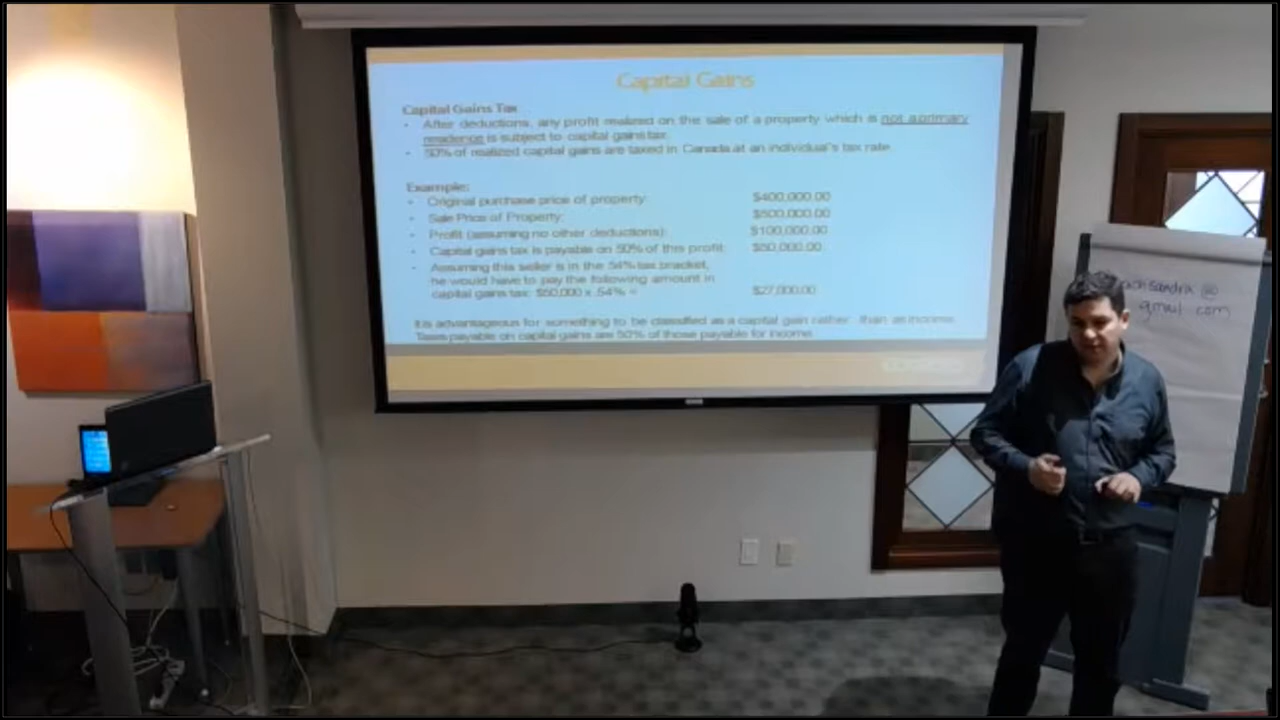 Capital Gains
Capital Gains Tax
- After deductions, any profit realized on the sale of a property which is not a primary
residence is subject to capital gains tax.
- 50% of realized capital gains are taxed in Canada at an individual's tax rate
Example:
- Original purchase price of property: $400,000.00
- Sale Price of Property: $500,000.00
- Profit (assuming no other deductions): $100,000.00
- Capital gains tax is payable on 50% of this profit: $50,000.00
- Assuming this seller is in the 54% tax bracket,
he would have to pay the following amount in
capital gains tax: $50,000 x .54% = $27,000.00
It is advantageous for something to be classified as a capital gain rather than as income.
Taxes payable on capital gains are 50% of those payable for income.
sandra @
gmail com